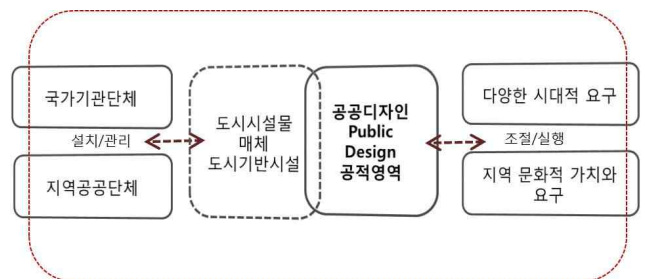 국가기관단체
설치/관리
지역공공단체
도시시설물
매체
도시기반시설
공공디자인
Public
Design
공적영역
다양한 시대적 요구
조절/실행
지역 문화적 가치와
요구